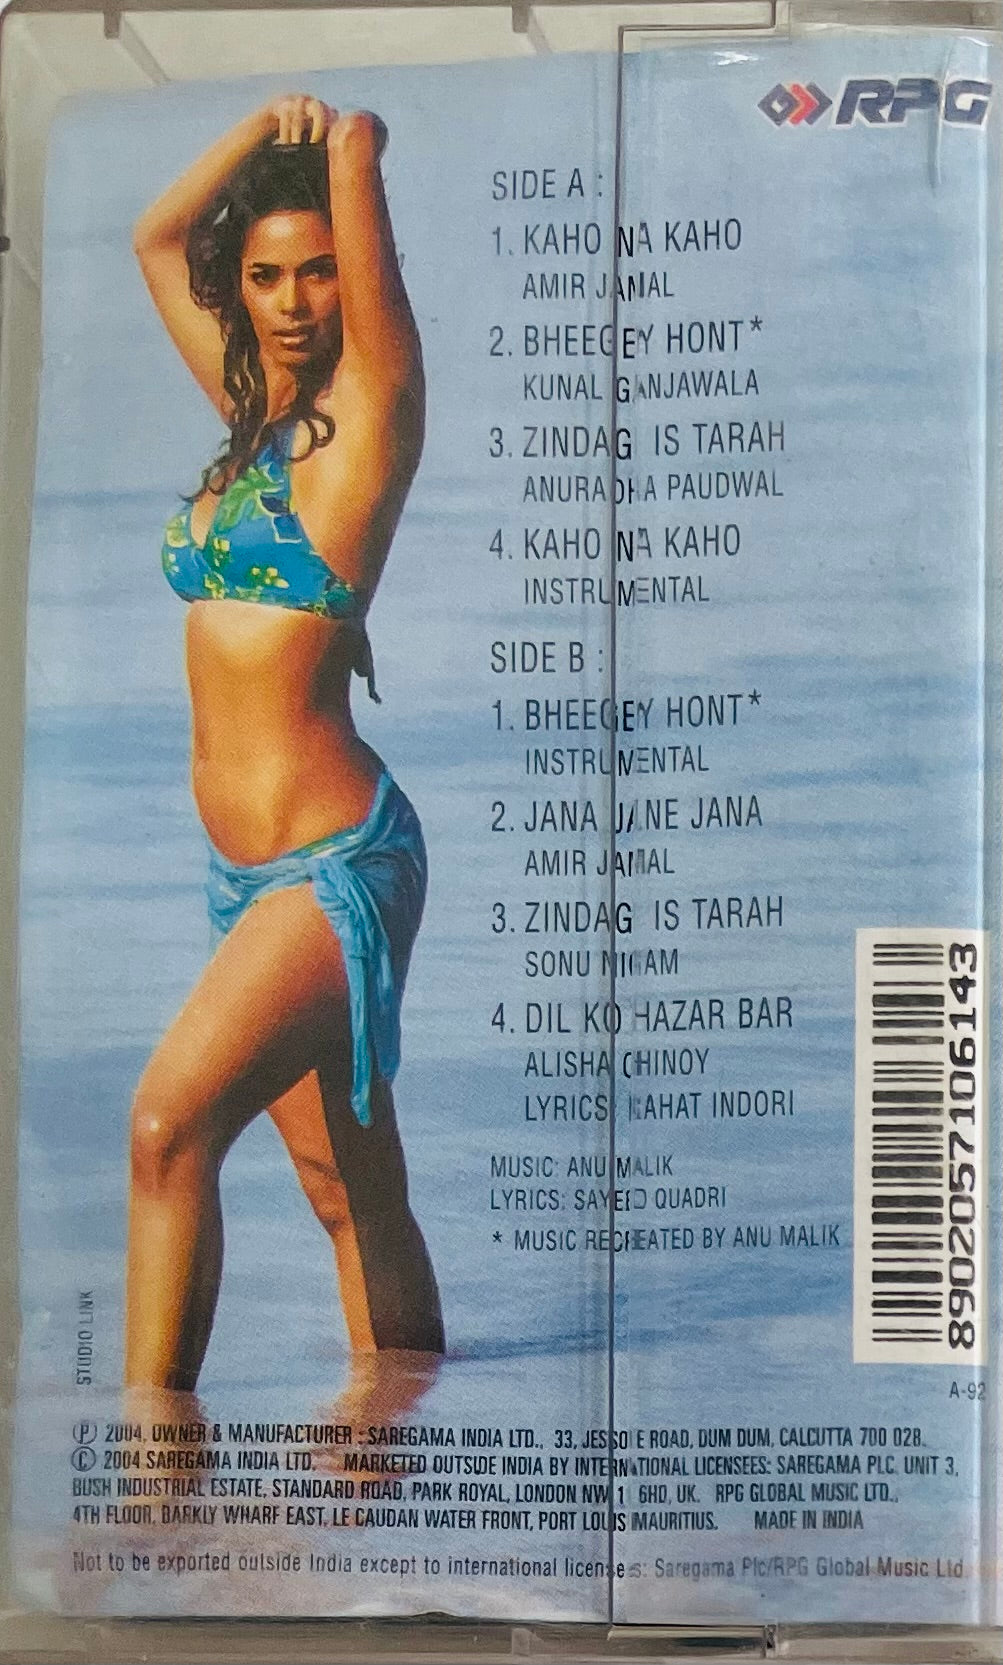 RPG
SIDE A :
1. KAHO NA KAHO
AMIR JAMAL
2. BHEEGEY HONT*
KUNAL GANJAWALA
3. ZINDAG IS TARAH
ANURADHA PAUDWAL
4. KAHO NA KAHO
INSTRUMENTAL
SIDE B :
1. BHEEGEY HONT*
INSTRUMENTAL
2. JANA JANE JANA
AMIR JAMAL
3. ZINDAG IS TARAH
SONU NIGAM
4. DIL KO HAZAR BAR
ALISHA CHINOY
LYRICS: RAHAT INDORI
MUSIC: ANU MALIK
LYRICS: SAYEED QUADRI
* MUSIC RECREATED BY ANU MALIK
8902057106143
A-92
STUDIO LINK
Ⓟ 2004, OWNER & MANUFACTURER : SAREGAMA INDIA LTD., 33, JESSORE ROAD, DUM DUM, CALCUTTA 700 028.
© 2004 SAREGAMA INDIA LTD. MARKETED OUTSIDE INDIA BY INTERNATIONAL LICENSEES: SAREGAMA PLC, UNIT 3,
BUSH INDUSTRIAL ESTATE, STANDARD ROAD, PARK ROYAL, LONDON NW1 6HD, UK. RPG GLOBAL MUSIC LTD.,
4TH FLOOR, BARKLY WHARF EAST, LE CAUDAN WATER FRONT, PORT LOUIS MAURITIUS. MADE IN INDIA
Not to be exported outside India except to international licensees: Saregama Plc/RPG Global Music Ltd